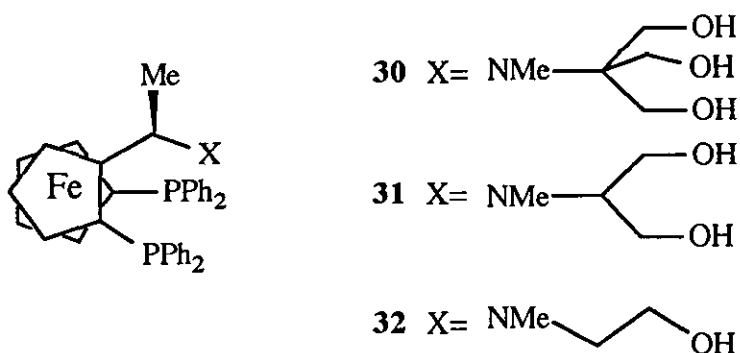 Me
X
Fe
PPh2
PPh2
30 X= NMe
OH
OH
OH
31 X= NMe
OH
OH
32 X= NMe
OH